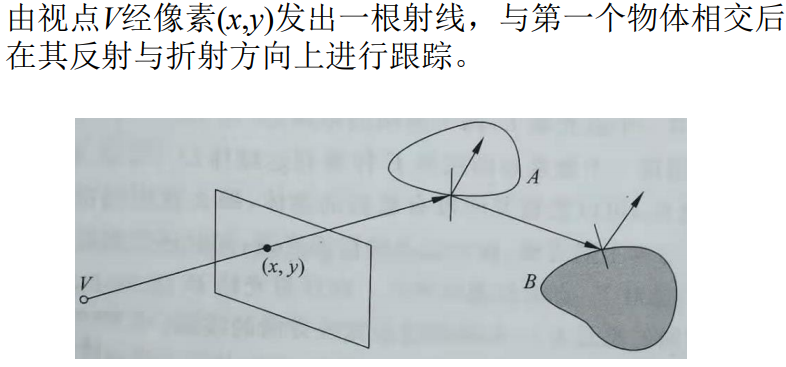 由视点V经像素(x,y)发出一根射线，与第一个物体相交后
在其反射与折射方向上进行跟踪。
A
(x, y)
V
B